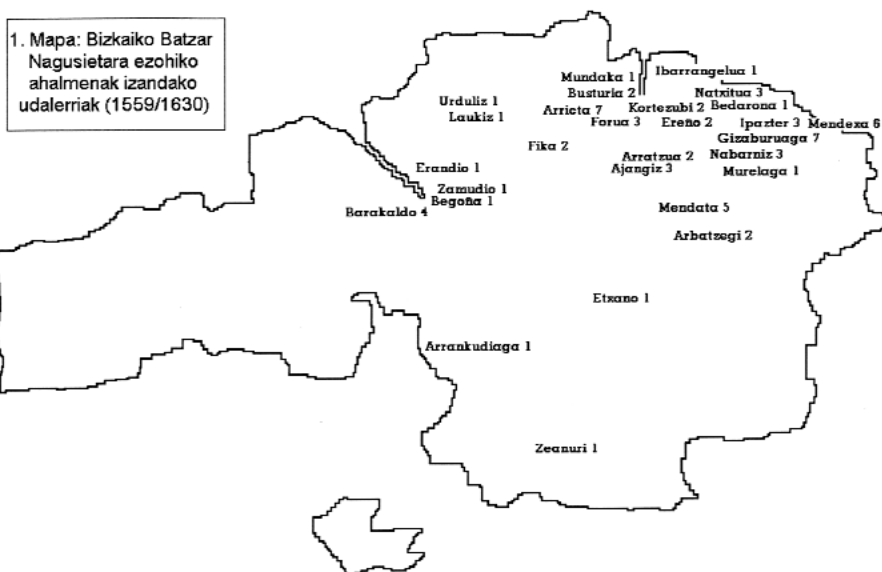 1. Mapa: Bizkaiko Batzar
Nagusietara ezohiko
ahalmenak izandako
udalerriak (1559/1630)
Ibarrangelua 1
Mundaka 1
Busturia 2
Natxitua 3
Urduliz 1
Arrieta 7
Kortezubi 2
Bedarona 1
Laukiz 1
Forua 3
Ereño 2
Ipazter 3
Mendexa 6
Gizaburuaga 7
Fika 2
Arratzua 2
Nabarniz 3
Erandio 1
Ajangiz 3
Murelaga 1
Zamudio 1
Begoña 1
Barakaldo 4
Mendata 5
Arbatzegi 2
Etxano 1
Arrankudiaga 1
Zeanuri 1